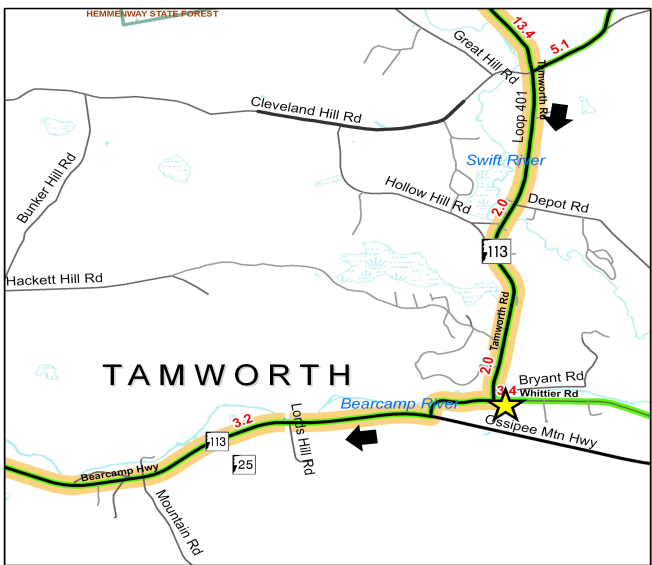 HEMMENWAY STATE FOREST
13.4
5.1
Great Hill Rd
Tamworth Rd
Loop 401
Cleveland Hill Rd
Swift River
Bunker Hill Rd
Hollow Hill Rd
2.0
Depot Rd
113
Hackett Hill Rd
Tamworth Rd
2.0
TAMWORTH
Bryant Rd
3.4
Whittier Rd
Bearcamp River
Ossipee Mtn Hwy
3.2
Lords Hill Rd
113
25
Bearcamp Hwy
Mountain Rd